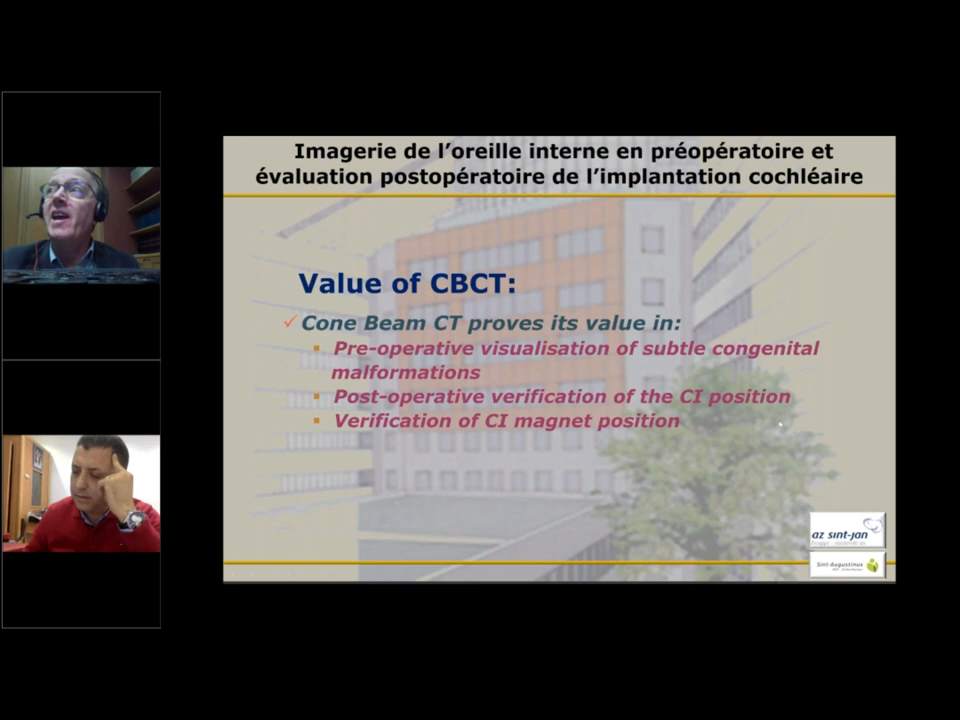 Imagerie de l'oreille interne en préopératoire et
évaluation postopératoire de l'implantation cochléaire
Value of CBCT:
✓ Cone Beam CT proves its value in:
▪ Pre-operative visualisation of subtle congenital
malformations
▪ Post-operative verification of the CI position
▪ Verification of CI magnet position
az sint-jan
Sint-Augustinus